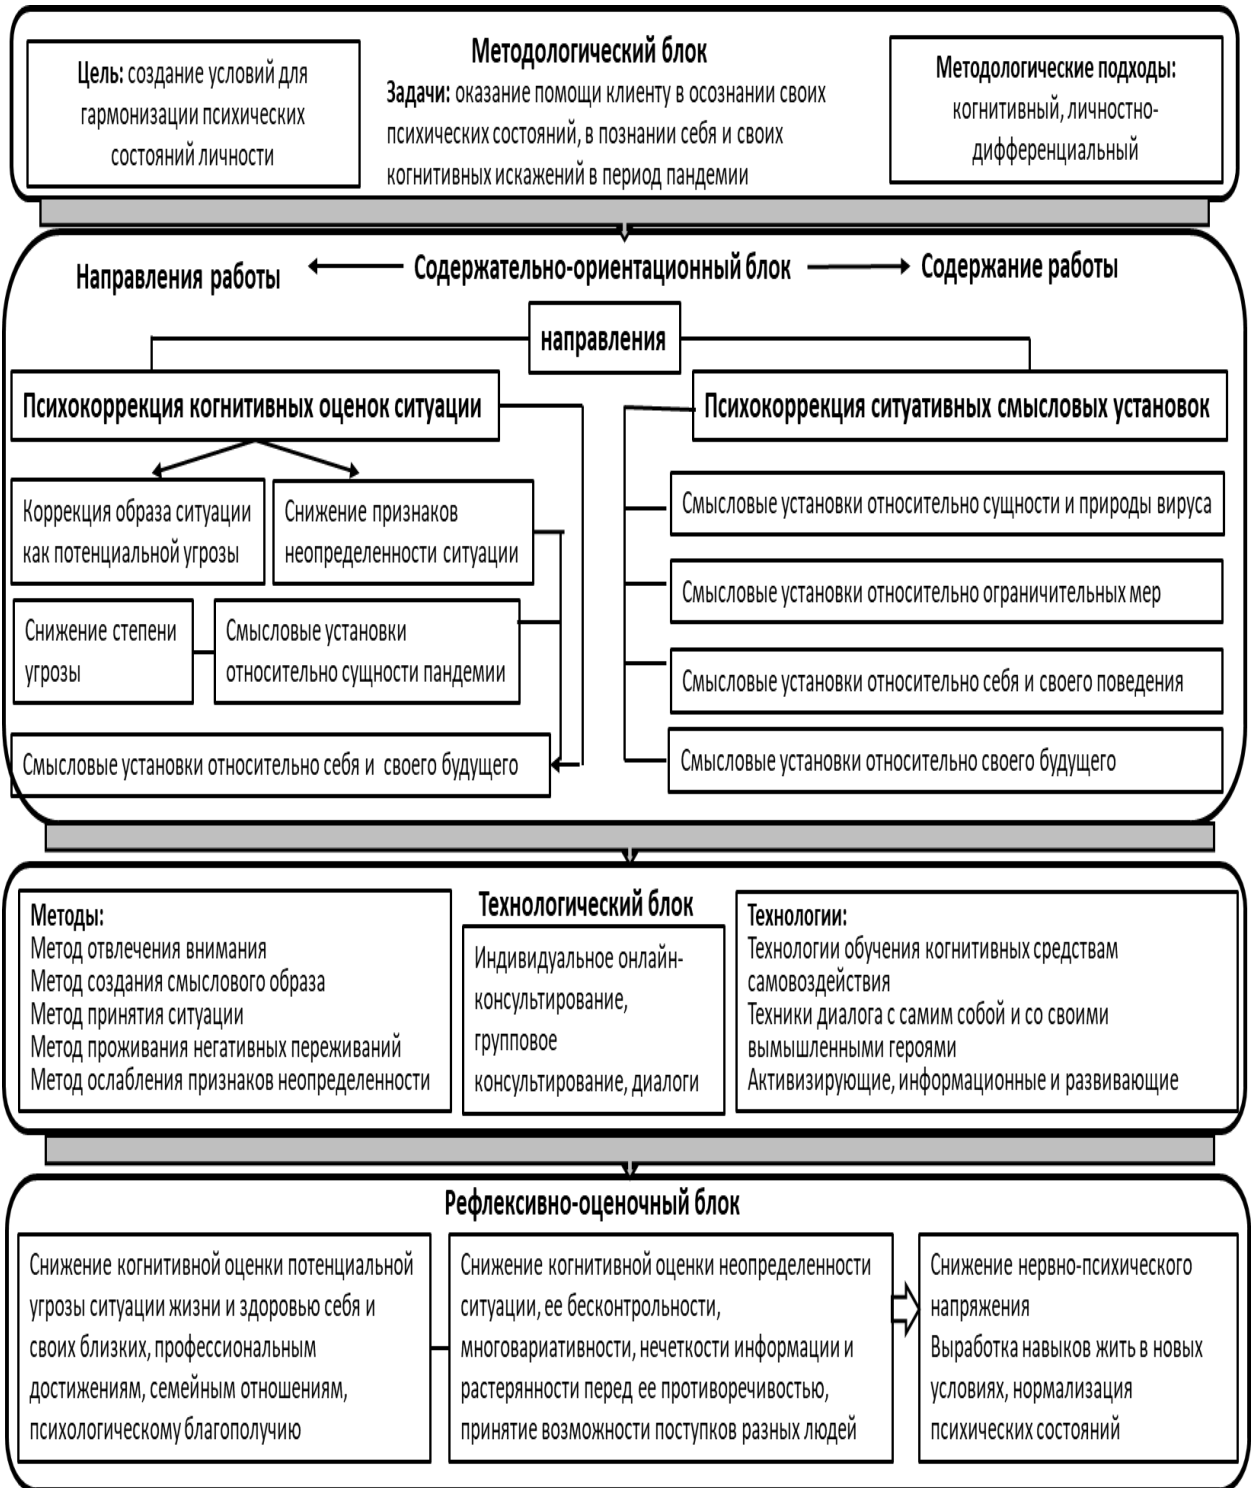 Методологический блок
Цель: создание условий для
гармонизации психических
состояний личности
Задачи: оказание помощи клиенту в осознании своих
психических состояний, в познании себя и своих
когнитивных искажений в период пандемии
Методологические подходы:
когнитивный, личностно-
дифференциальный
Направления работы
Содержательно-ориентационный блок
Содержание работы
направления
Психокоррекция когнитивных оценок ситуации
Коррекция образа ситуации
как потенциальной угрозы
Снижение признаков
неопределенности ситуации
Снижение степени
угрозы
Смысловые установки
относительно сущности пандемии
Смысловые установки относительно себя и своего будущего
Психокоррекция ситуативных смысловых установок
Смысловые установки относительно сущности и природы вируса
Смысловые установки относительно ограничительных мер
Смысловые установки относительно себя и своего поведения
Смысловые установки относительно своего будущего
Технологический блок
Методы:
Метод отвлечения внимания
Метод создания смыслового образа
Метод принятия ситуации
Метод проживания негативных переживаний
Метод ослабления признаков неопределенности
Индивидуальное онлайн-
консультирование,
групповое
консультирование, диалоги
Технологии:
Технологии обучения когнитивных средствам
самовоздействия
Техники диалога с самим собой и со своими
вымышленными героями
Активизирующие, информационные и развивающие
Рефлексивно-оценочный блок
Снижение когнитивной оценки потенциальной
угрозы ситуации жизни и здоровью себя и
своих близких, профессиональным
достижениям, семейным отношениям,
психологическому благополучию
Снижение когнитивной оценки неопределенности
ситуации, ее бесконтрольности,
многовариативности, нечеткости информации и
растерянности перед ее противоречивостью,
принятие возможности поступков разных людей
Снижение нервно-психического
напряжения
Выработка навыков жить в новых
условиях, нормализация
психических состояний